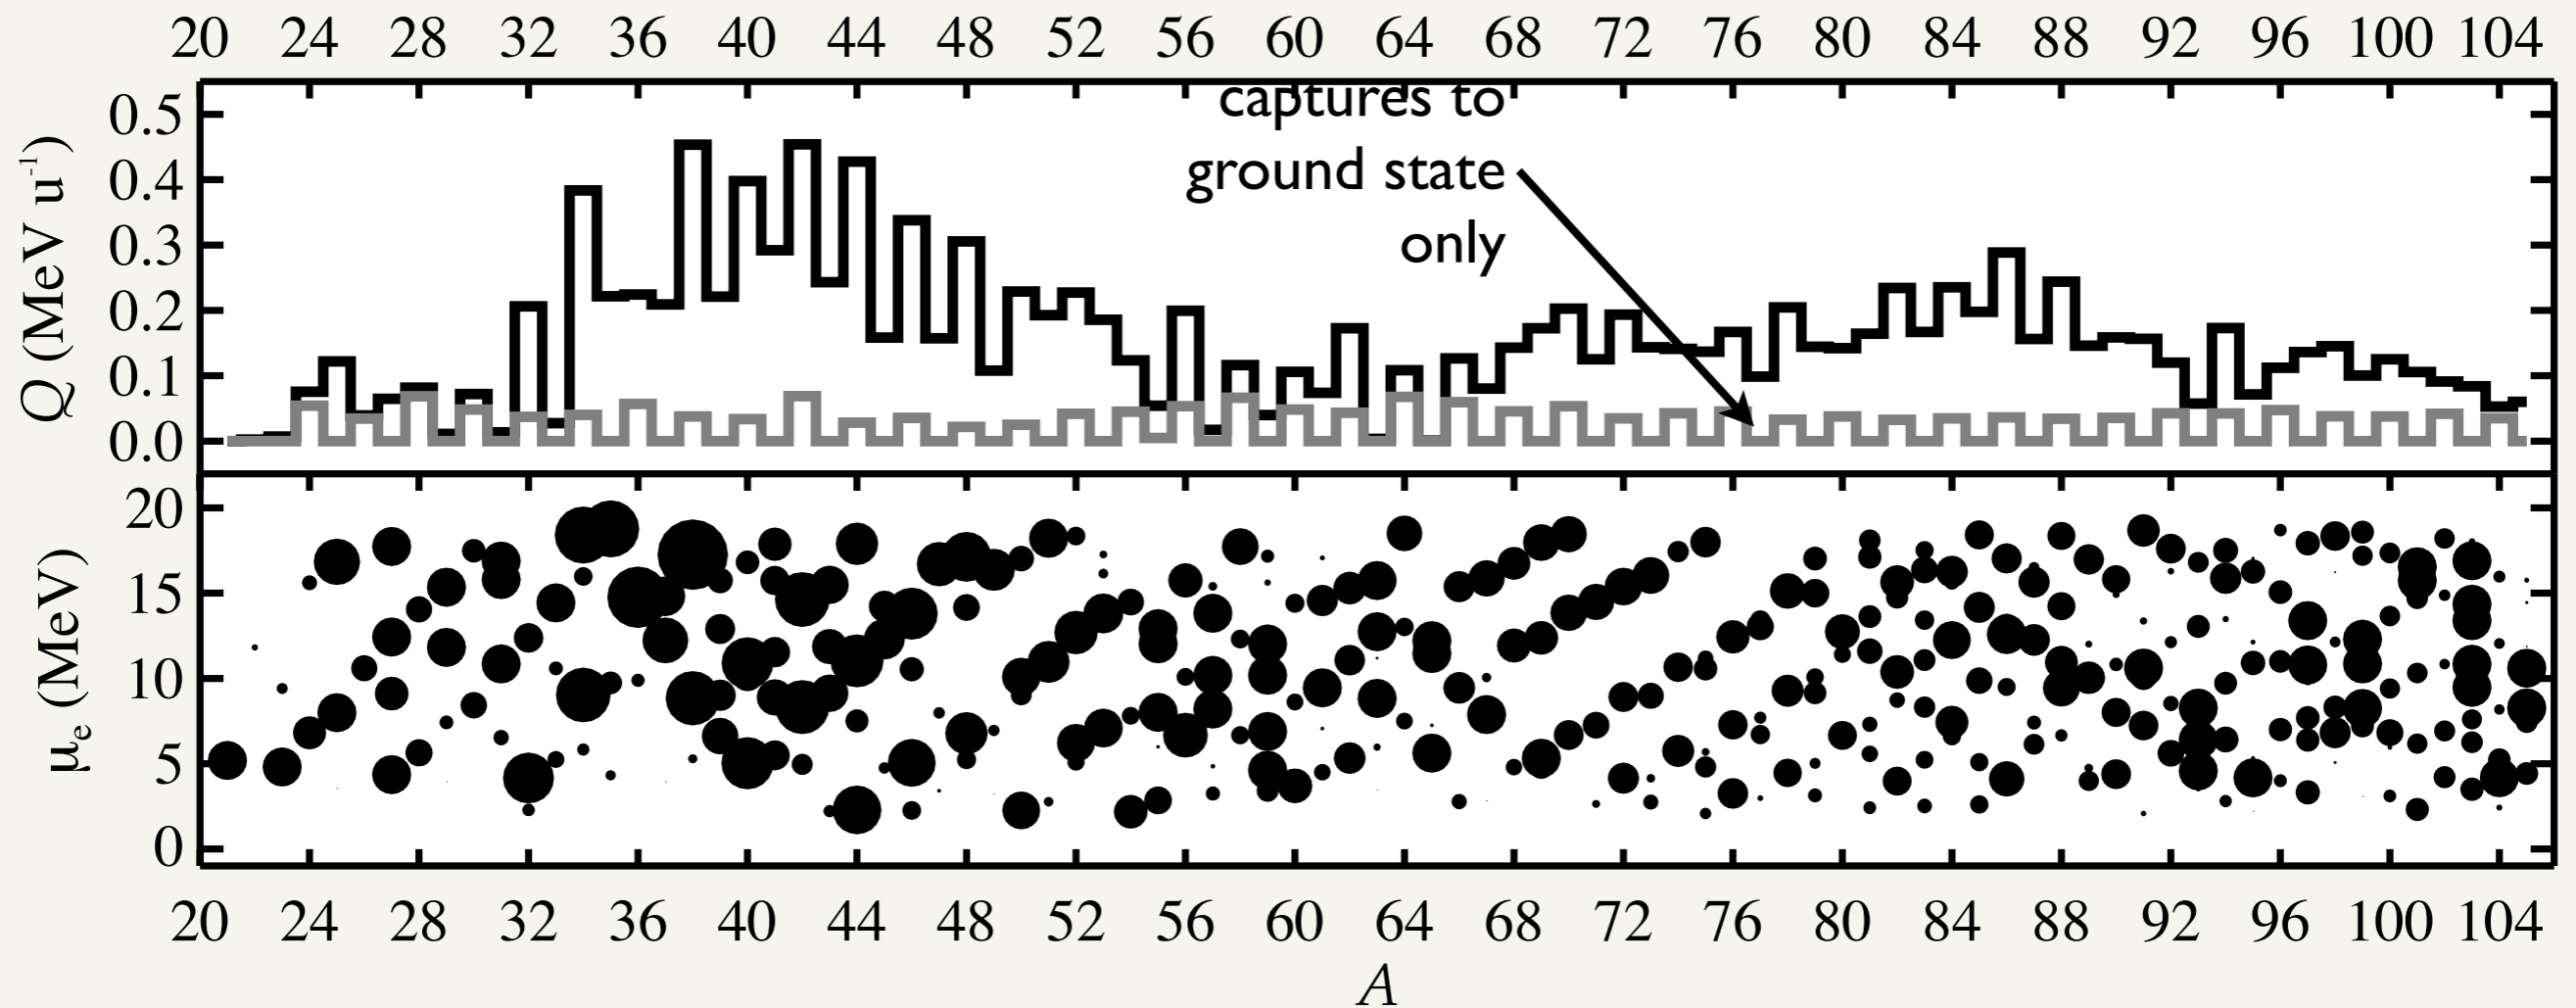 20 24 28 32 36 40 44 48 52 56 60 64 68 72 76 80 84 88 92 96 100 104
captures to
ground state
only
0.5
0.4
0.3
0.2
0.1
0.0
Q (MeV u⁻¹)
20
15
10
5
0
μₑ (MeV)
20 24 28 32 36 40 44 48 52 56 60 64 68 72 76 80 84 88 92 96 100 104
A